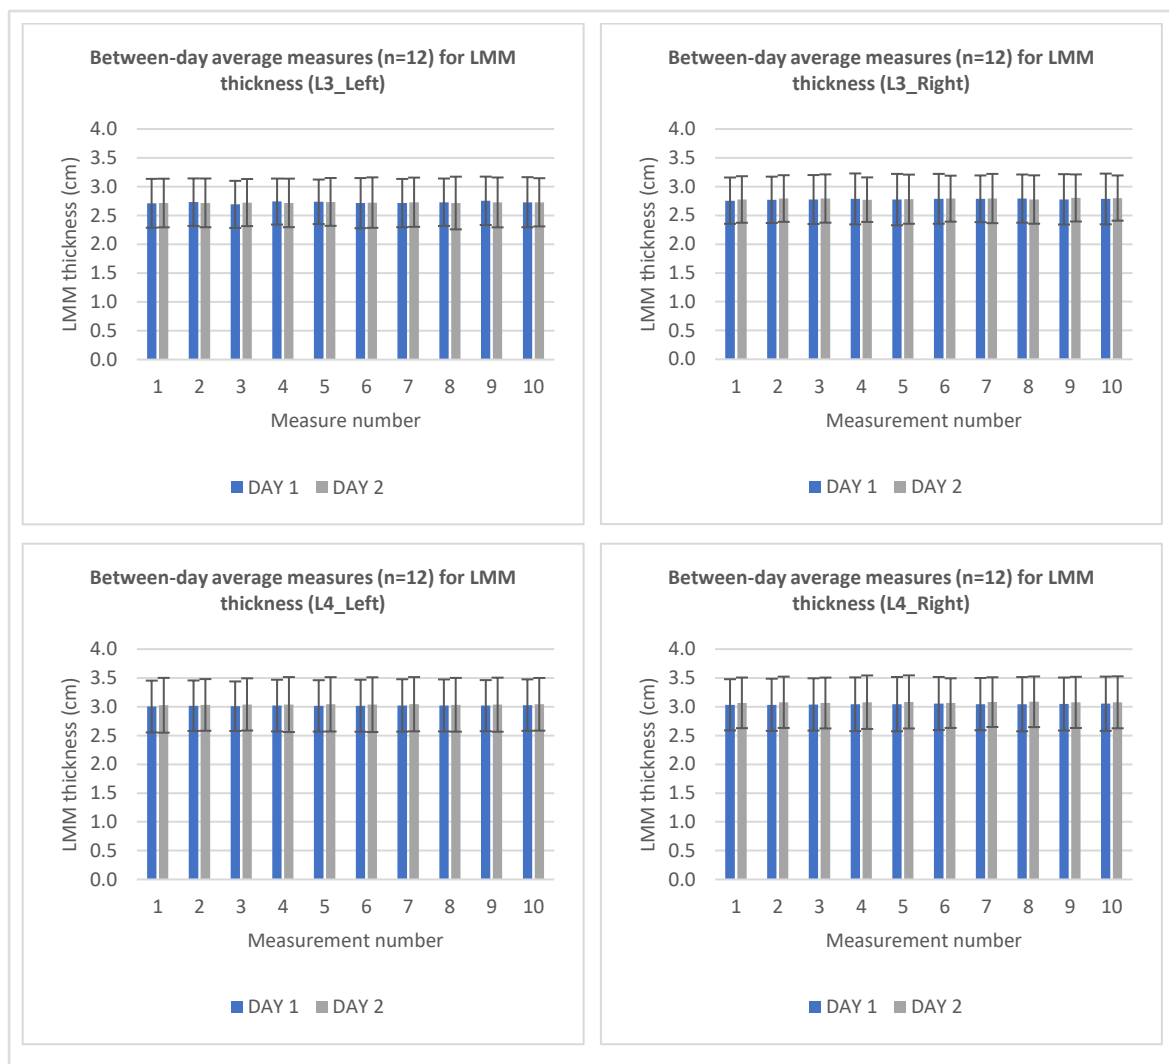 Between-day average measures (n=12) for LMM
thickness (L3_Left)
LMM thickness (cm)
4.0
3.5
3.0
2.5
2.0
1.5
1.0
0.5
0.0
1 2 3 4 5 6 7 8 9 10
Measure number
DAY 1 DAY 2
Between-day average measures (n=12) for LMM
thickness (L3_Right)
LMM thickness (cm)
4.0
3.5
3.0
2.5
2.0
1.5
1.0
0.5
0.0
1 2 3 4 5 6 7 8 9 10
Measurement number
DAY 1 DAY 2
Between-day average measures (n=12) for LMM
thickness (L4_Left)
LMM thickness (cm)
4.0
3.5
3.0
2.5
2.0
1.5
1.0
0.5
0.0
1 2 3 4 5 6 7 8 9 10
Measurement number
DAY 1 DAY 2
Between-day average measures (n=12) for LMM
thickness (L4_Right)
LMM thickness (cm)
4.0
3.5
3.0
2.5
2.0
1.5
1.0
0.5
0.0
1 2 3 4 5 6 7 8 9 10
Measurement number
DAY 1 DAY 2